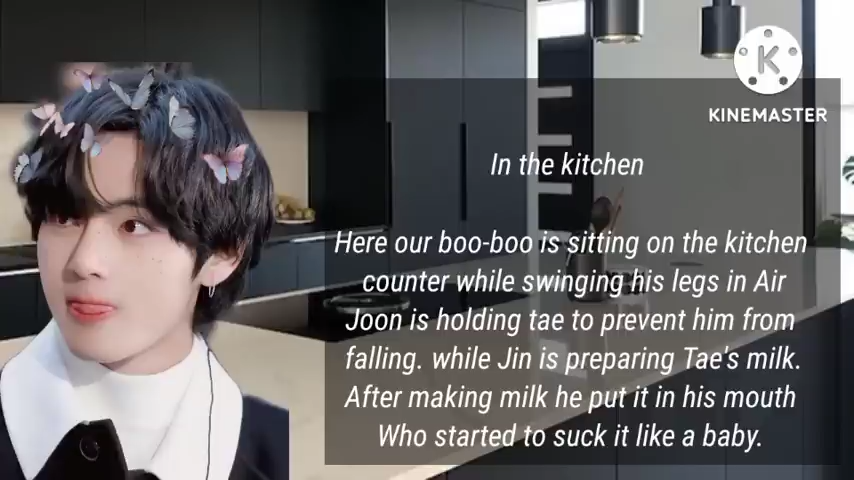 KINEMASTER
In the kitchen
Here our boo-boo is sitting on the kitchen
counter while swinging his legs in Air
Joon is holding tae to prevent him from
falling. while Jin is preparing Tae's milk.
After making milk he put it in his mouth
Who started to suck it like a baby.